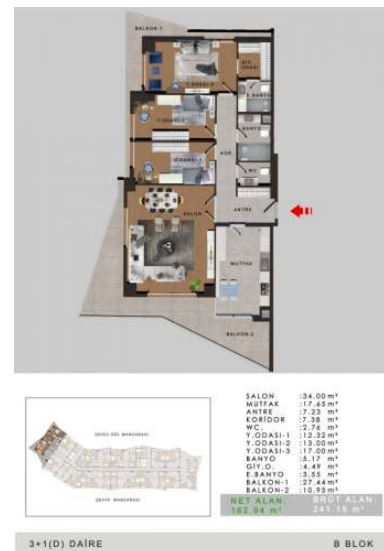 BALKON-1
Y.ODASI-3
GİY.
ODASI
E.BANYO
Y.ODASI-2
BANYO
KOR.
Y.ODASI-1
WC
ANTRE
SALON
MUTFAK
BALKON-2
SALON :34.00 m²
MUTFAK :17.65 m²
ANTRE :7.23 m²
KORİDOR :7.38 m²
WC. :2.76 m²
Y.ODASI-1 :12.32 m²
Y.ODASI-2 :13.00 m²
Y.ODASI-3 :17.00 m²
BANYO :5.17 m²
GİY.O. :4.49 m²
E.BANYO :3.55 m²
BALKON-1 :27.44 m²
BALKON-2 :10.95 m²
NET ALAN: BRÜT ALAN:
162.94 m² 241.15 m²
MANZARASI
ŞEHİR MANZARASI
3+1(D) DAİRE B BLOK